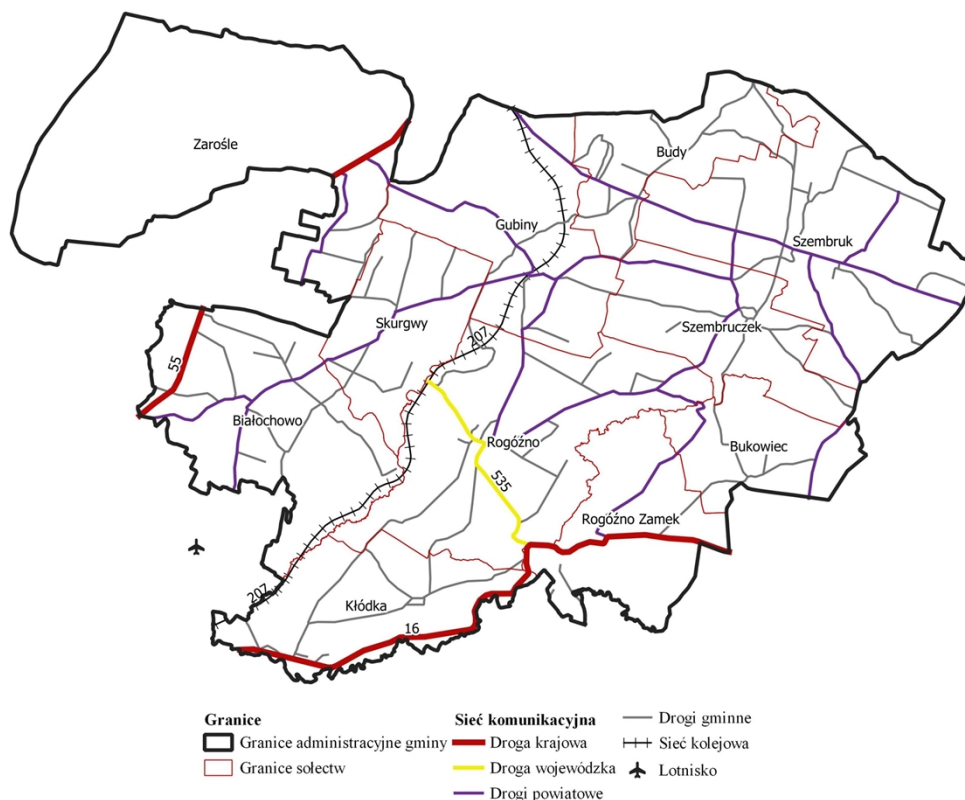 Zarośle
Budy
Gubiny
Szembruk
Skurgwy
Szembruczek
207
55
Białochowo
Rogóźno
Bukowiec
535
Rogóźno Zamek
207
Kłódka
16
Granice
Granice administracyjne gminy
Granice sołectw
Sieć komunikacyjna
Droga krajowa
Droga wojewódzka
Drogi powiatowe
Drogi gminne
Sieć kolejowa
Lotnisko